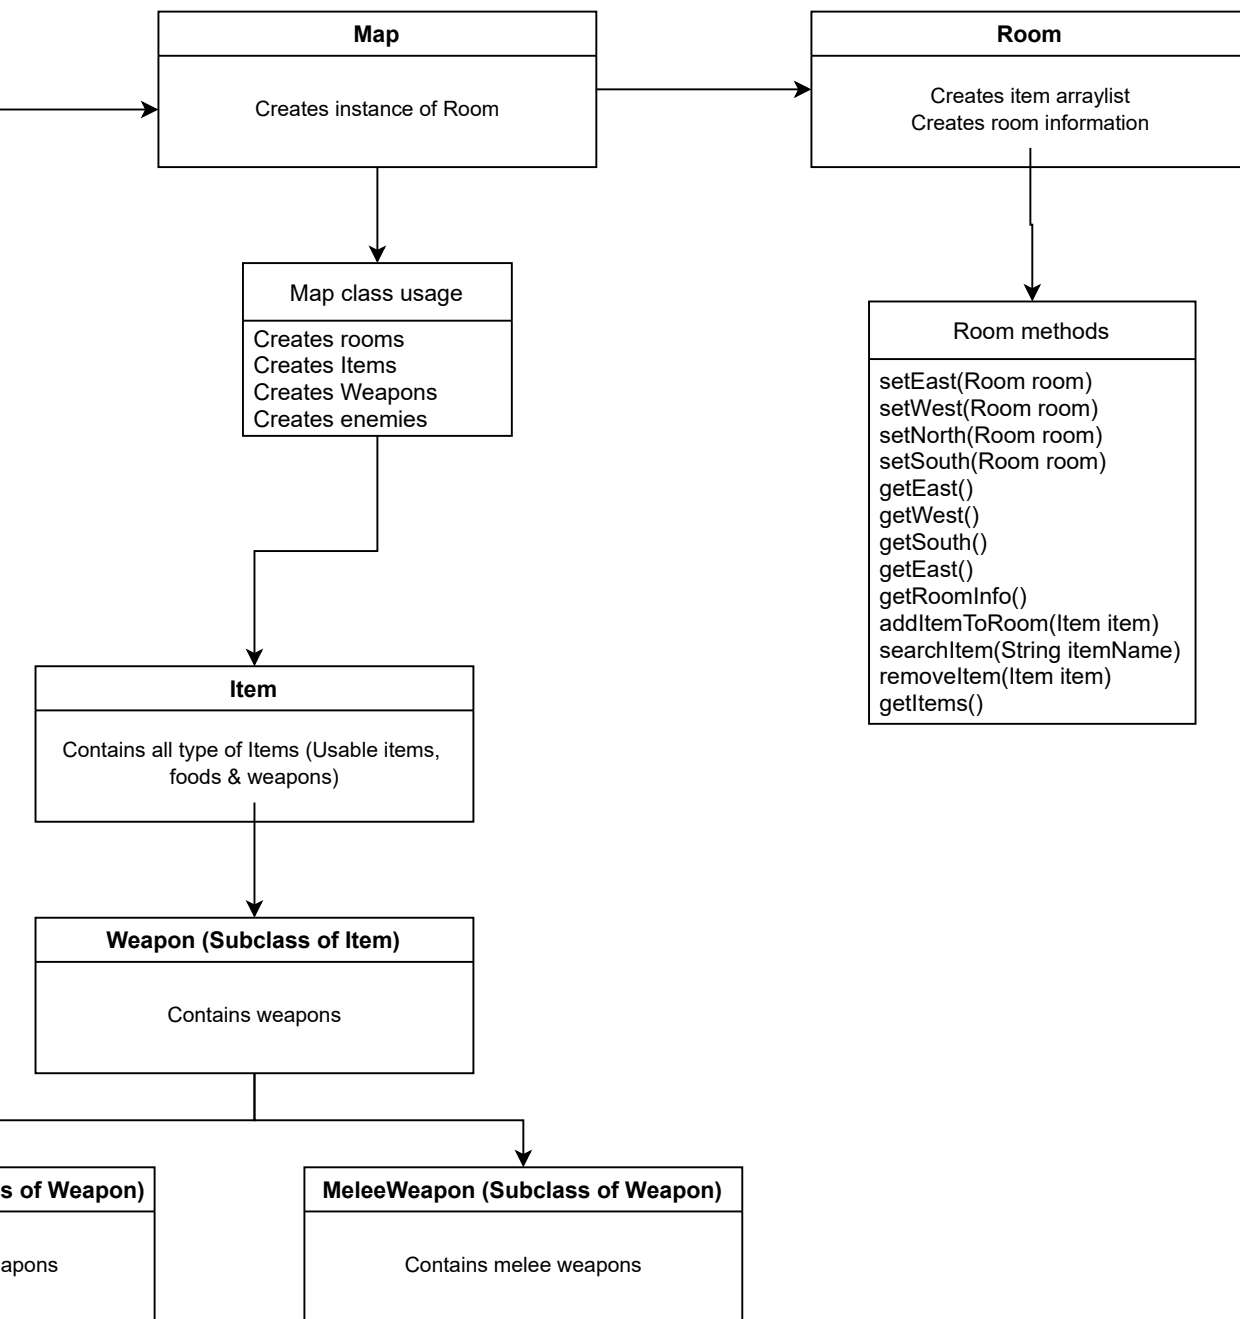 Map
Creates instance of Room
Room
Creates item arraylist
Creates room information
Map class usage
Creates rooms
Creates Items
Creates Weapons
Creates enemies
Room methods
setEast(Room room)
setWest(Room room)
setNorth(Room room)
setSouth(Room room)
getEast()
getWest()
getSouth()
getEast()
getRoomInfo()
addItemToRoom(Item item)
searchItem(String itemName)
removeItem(Item item)
getItems()
Item
Contains all type of Items (Usable items,
foods & weapons)
Weapon (Subclass of Item)
Contains weapons
s of Weapon)
apons
MeleeWeapon (Subclass of Weapon)
Contains melee weapons